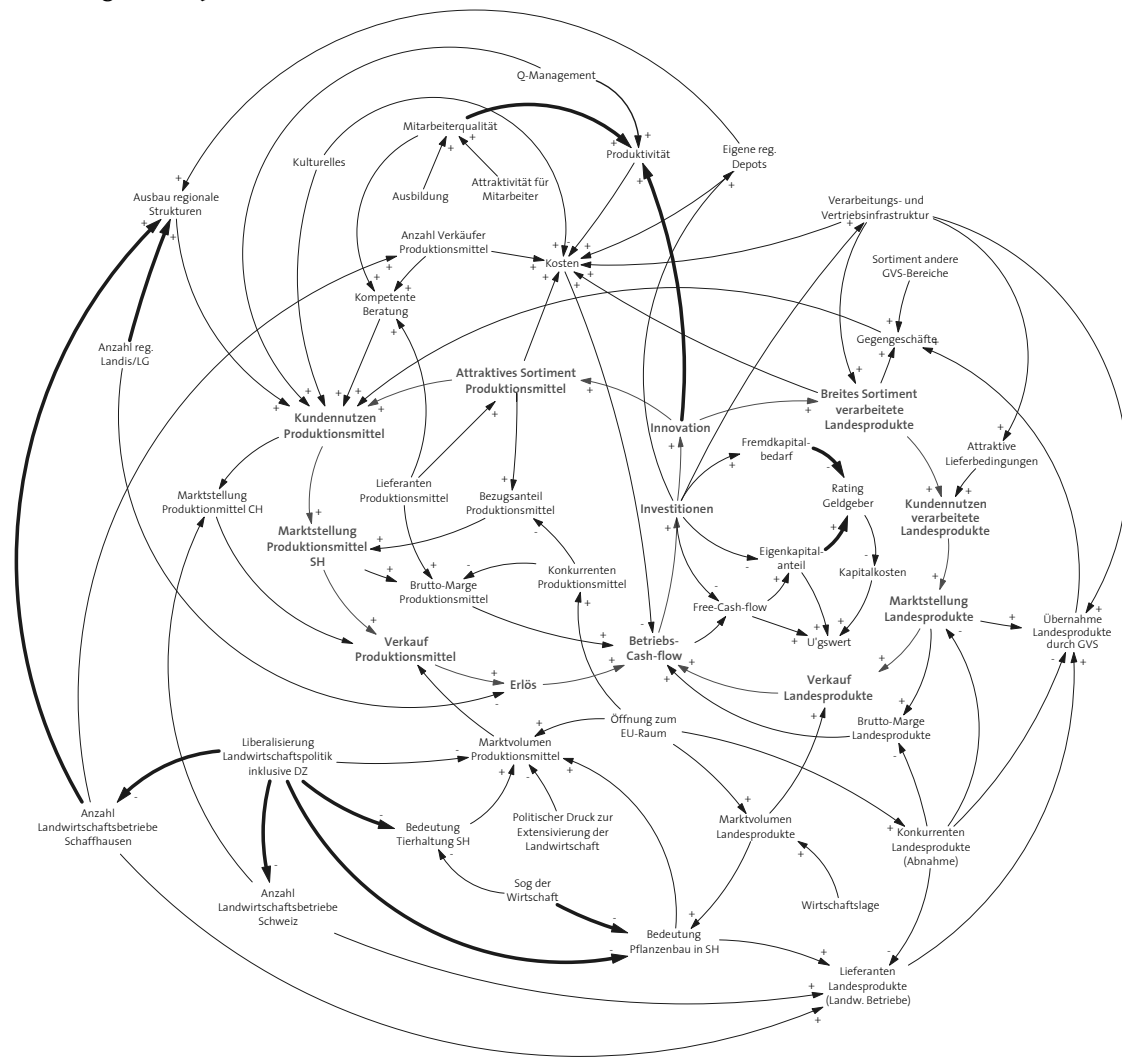 Q-Management
Mitarbeiterqualität
Produktivität
Eigene reg.
Depots
Kulturelles
Ausbildung
Attraktivität für
Mitarbeiter
Ausbau regionale
Strukturen
Verarbeitungs- und
Vertriebsinfrastruktur
Anzahl Verkäufer
Produktionsmittel
Kosten
Sortiment andere
GVS-Bereiche
Kompetente
Beratung
Anzahl reg.
Landis/LG
Gegengeschäfte
Attraktives Sortiment
Produktionsmittel
Breites Sortiment
verarbeitete
Landesprodukte
Kundennutzen
Produktionsmittel
Innovation
Fremdkapital-
bedarf
Attraktive
Lieferbedingungen
Marktstellung
Produktionmittel CH
Lieferanten
Produktionsmittel
Bezugsanteil
Produktionsmittel
Investitionen
Rating
Geldgeber
Kundennutzen
verarbeitete
Landesprodukte
Marktstellung
Produktionsmittel
SH
Eigenkapital-
anteil
Kapitalkosten
Brutto-Marge
Produktionsmittel
Konkurrenten
Produktionsmittel
Free-Cash-flow
Marktstellung
Landesprodukte
Übernahme
Landesprodukte
durch GVS
Verkauf
Produktionsmittel
Betriebs-
Cash-flow
U'gswert
Erlös
Verkauf
Landesprodukte
Öffnung zum
EU-Raum
Brutto-Marge
Landesprodukte
Liberalisierung
Landwirtschaftspolitik
inklusive DZ
Marktvolumen
Produktionsmittel
Anzahl
Landwirtschaftsbetriebe
Schaffhausen
Bedeutung
Tierhaltung SH
Politischer Druck zur
Extensivierung der
Landwirtschaft
Marktvolumen
Landesprodukte
Konkurrenten
Landesprodukte
(Abnahme)
Anzahl
Landwirtschaftsbetriebe
Schweiz
Sog der
Wirtschaft
Wirtschaftslage
Bedeutung
Pflanzenbau in SH
Lieferanten
Landesprodukte
(Landw. Betriebe)